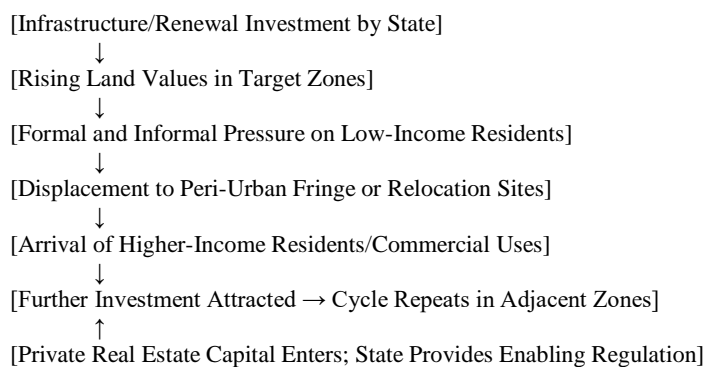 [Infrastructure/Renewal Investment by State]
↓
[Rising Land Values in Target Zones]
↓
[Formal and Informal Pressure on Low-Income Residents]
↓
[Displacement to Peri-Urban Fringe or Relocation Sites]
↓
[Arrival of Higher-Income Residents/Commercial Uses]
↓
[Further Investment Attracted → Cycle Repeats in Adjacent Zones]
↑
[Private Real Estate Capital Enters; State Provides Enabling Regulation]